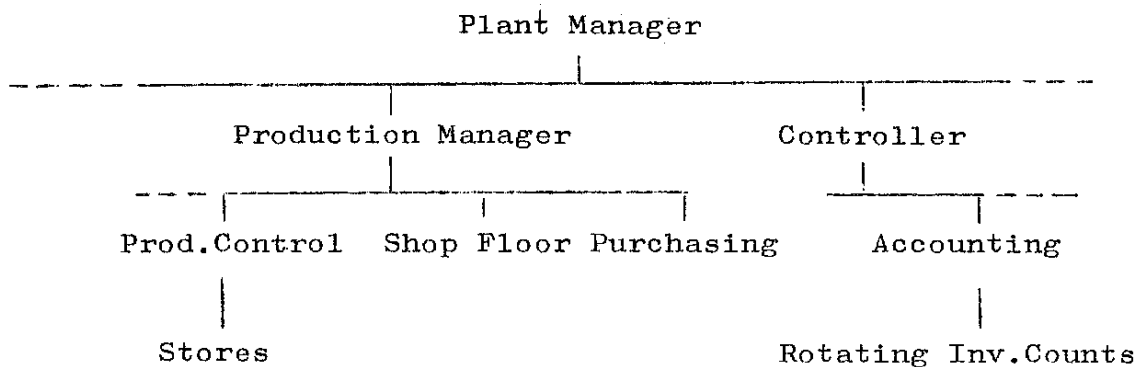 Plant Manager
Production Manager Controller
Prod.Control Shop Floor Purchasing Accounting
Stores Rotating Inv.Counts